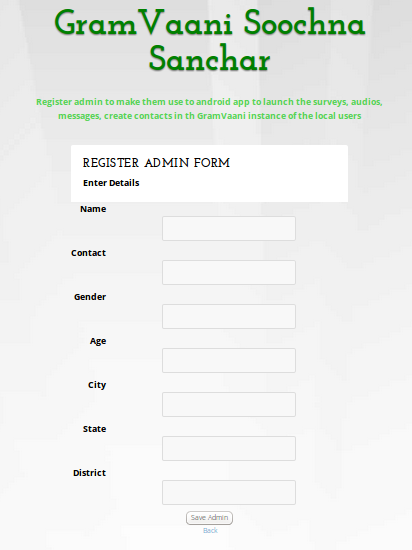 GramVaani Soochna
Sanchar
Register admin to make them use to android app to launch the surveys, audios,
messages, create contacts in th GramVaani instance of the local users
REGISTER ADMIN FORM
Enter Details
Name
Contact
Gender
Age
City
State
District
Save Admin
Back